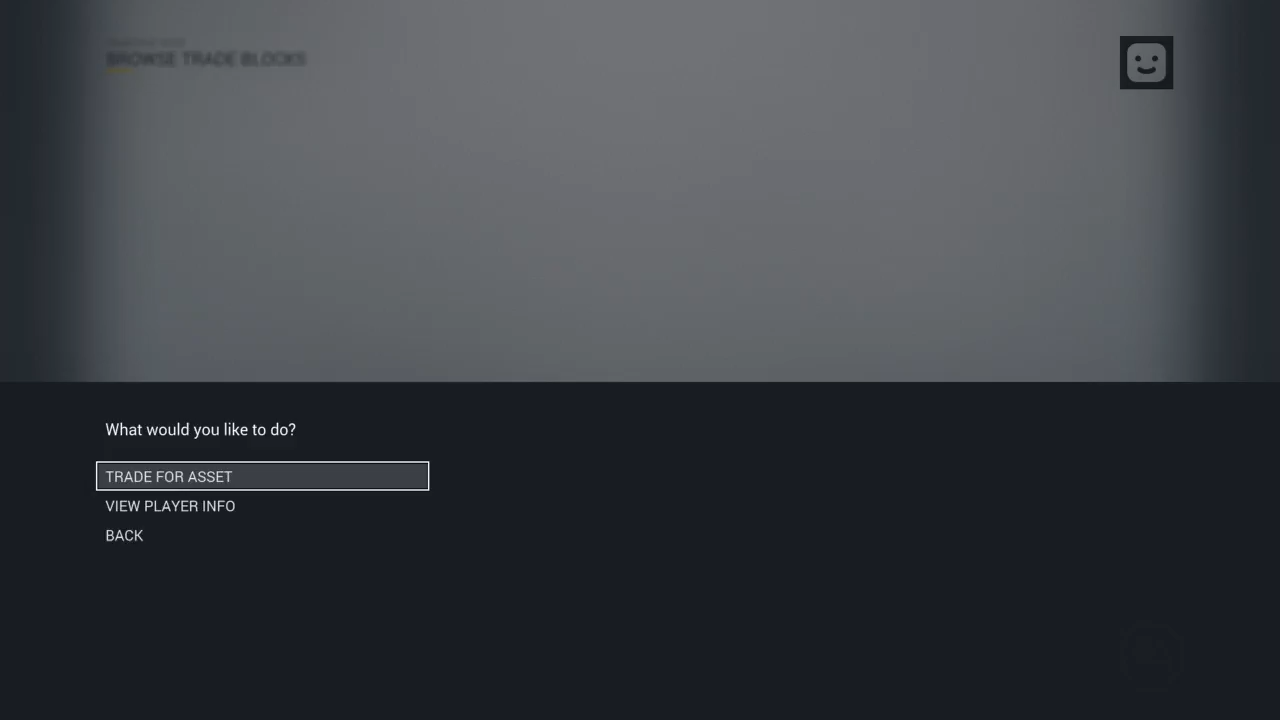 BROWSE TRADE BLOCKS
What would you like to do?
TRADE FOR ASSET
VIEW PLAYER INFO
BACK